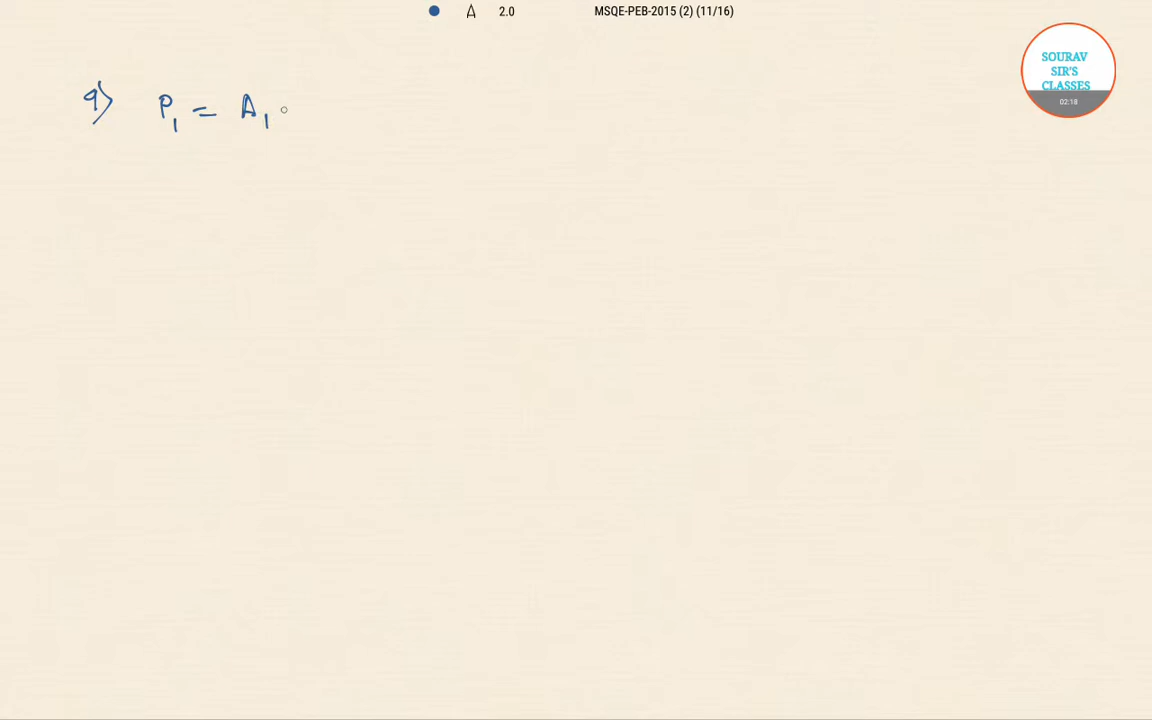 A 2.0 MSQE-PEB-2015 (2) (11/16)
SOURAV
SIR'S
CLASSES
02:18
9) P₁ = A₁